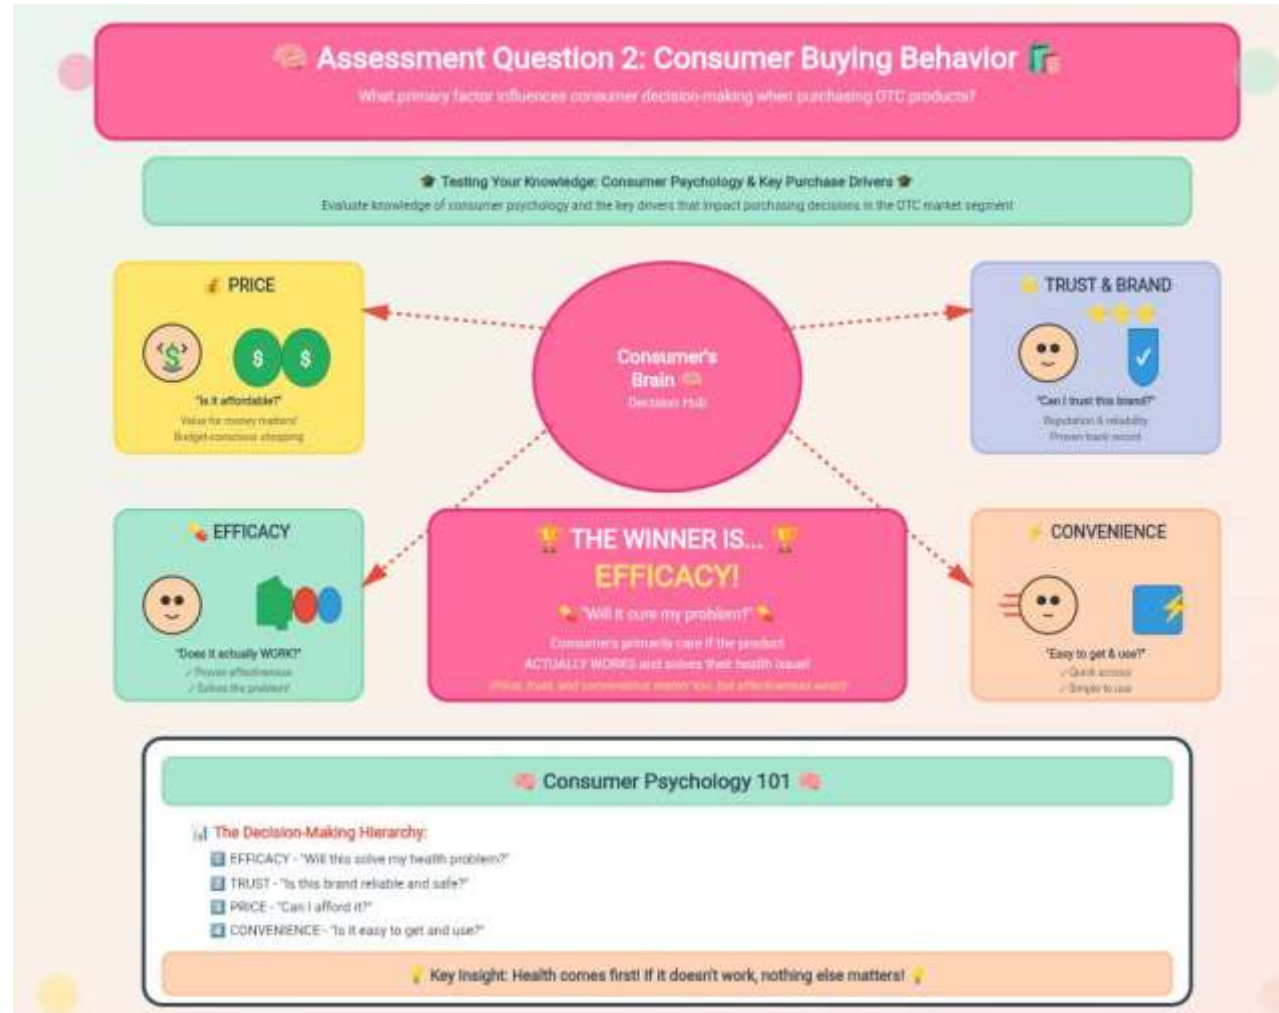 🧠 Assessment Question 2: Consumer Buying Behavior 🛍️
What primary factor influences consumer decision-making when purchasing OTC products?
🎓 Testing Your Knowledge: Consumer Psychology & Key Purchase Drivers 🎓
Evaluate knowledge of consumer psychology and the key drivers that impact purchasing decisions in the OTC market segment
💰 PRICE
$ $ $
"Is it affordable?"
Value for money matters!
Budget-conscious shopping
Consumer's
Brain 🧠
Decision Hub
⭐ TRUST & BRAND
"Can I trust this brand?"
Reputation & reliability
Proven track record
💊 EFFICACY
"Does it actually WORK?"
✓ Proven effectiveness
✓ Solves the problem!
🏆 THE WINNER IS... 🏆
EFFICACY!
💊 "Will it cure my problem?" 💊
Consumers primarily care if the product
ACTUALLY WORKS and solves their health issue!
(Price, trust, and convenience matter too, but effectiveness wins!)
⚡ CONVENIENCE
"Easy to get & use?"
✓ Quick access
✓ Simple to use
🧠 Consumer Psychology 101 🧠
📊 The Decision-Making Hierarchy:
1️⃣ EFFICACY - "Will this solve my health problem?"
2️⃣ TRUST - "Is this brand reliable and safe?"
3️⃣ PRICE - "Can I afford it?"
4️⃣ CONVENIENCE - "Is it easy to get and use?"
💡 Key Insight: Health comes first! If it doesn't work, nothing else matters! 💡